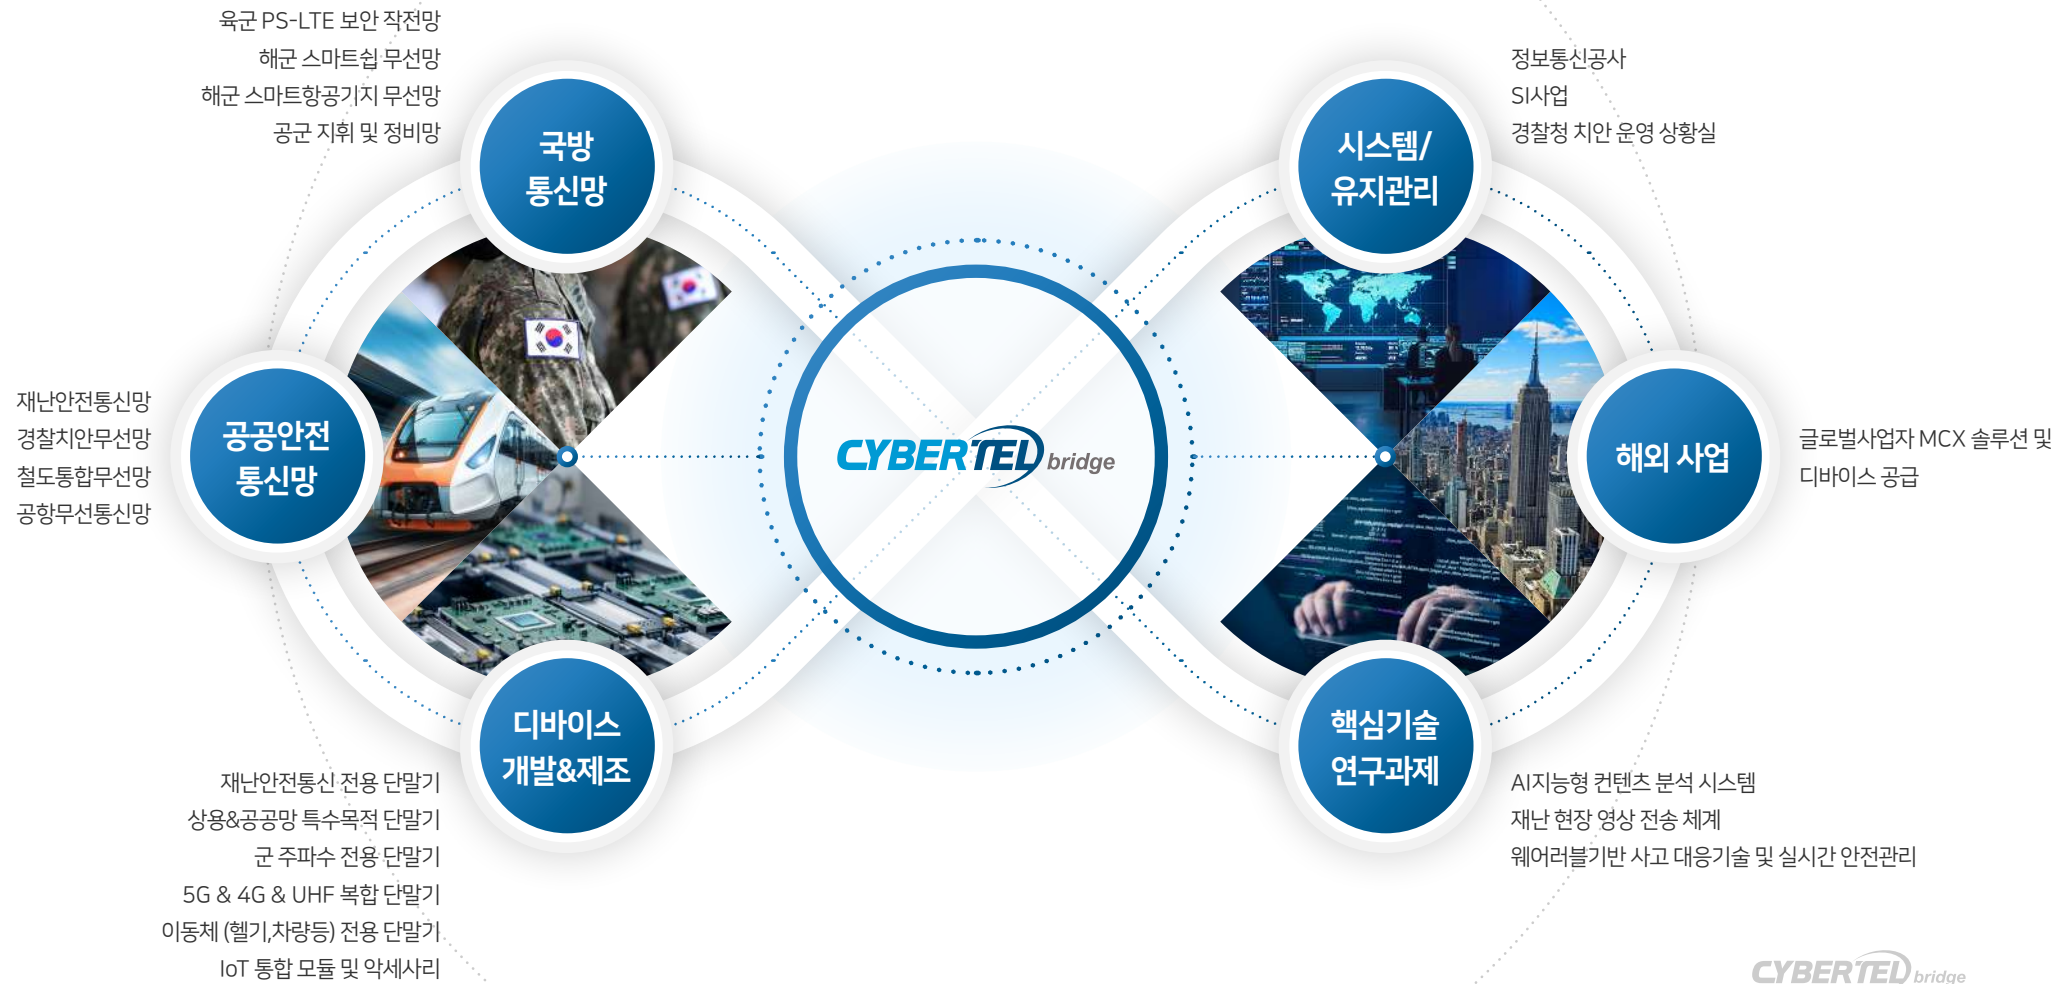 육군 PS-LTE 보안 작전망
해군 스마트쉽 무선망
해군 스마트항공기지 무선망
공군 지휘 및 정비망
국방
통신망
재난안전통신망
경찰치안무선망
철도통합무선망
공항무선통신망
공공안전
통신망
디바이스
개발&제조
재난안전통신 전용 단말기
상용&공공망 특수목적 단말기
군 주파수 전용 단말기
5G & 4G & UHF 복합 단말기
이동체 (헬기,차량등) 전용 단말기
IoT 통합 모듈 및 악세사리
CYBERTEL bridge
시스템/
유지관리
정보통신공사
SI사업
경찰청 치안 운영 상황실
해외 사업
글로벌사업자 MCX 솔루션 및
디바이스 공급
핵심기술
연구과제
AI지능형 컨텐츠 분석 시스템
재난 현장 영상 전송 체계
웨어러블기반 사고 대응기술 및 실시간 안전관리
CYBERTEL bridge